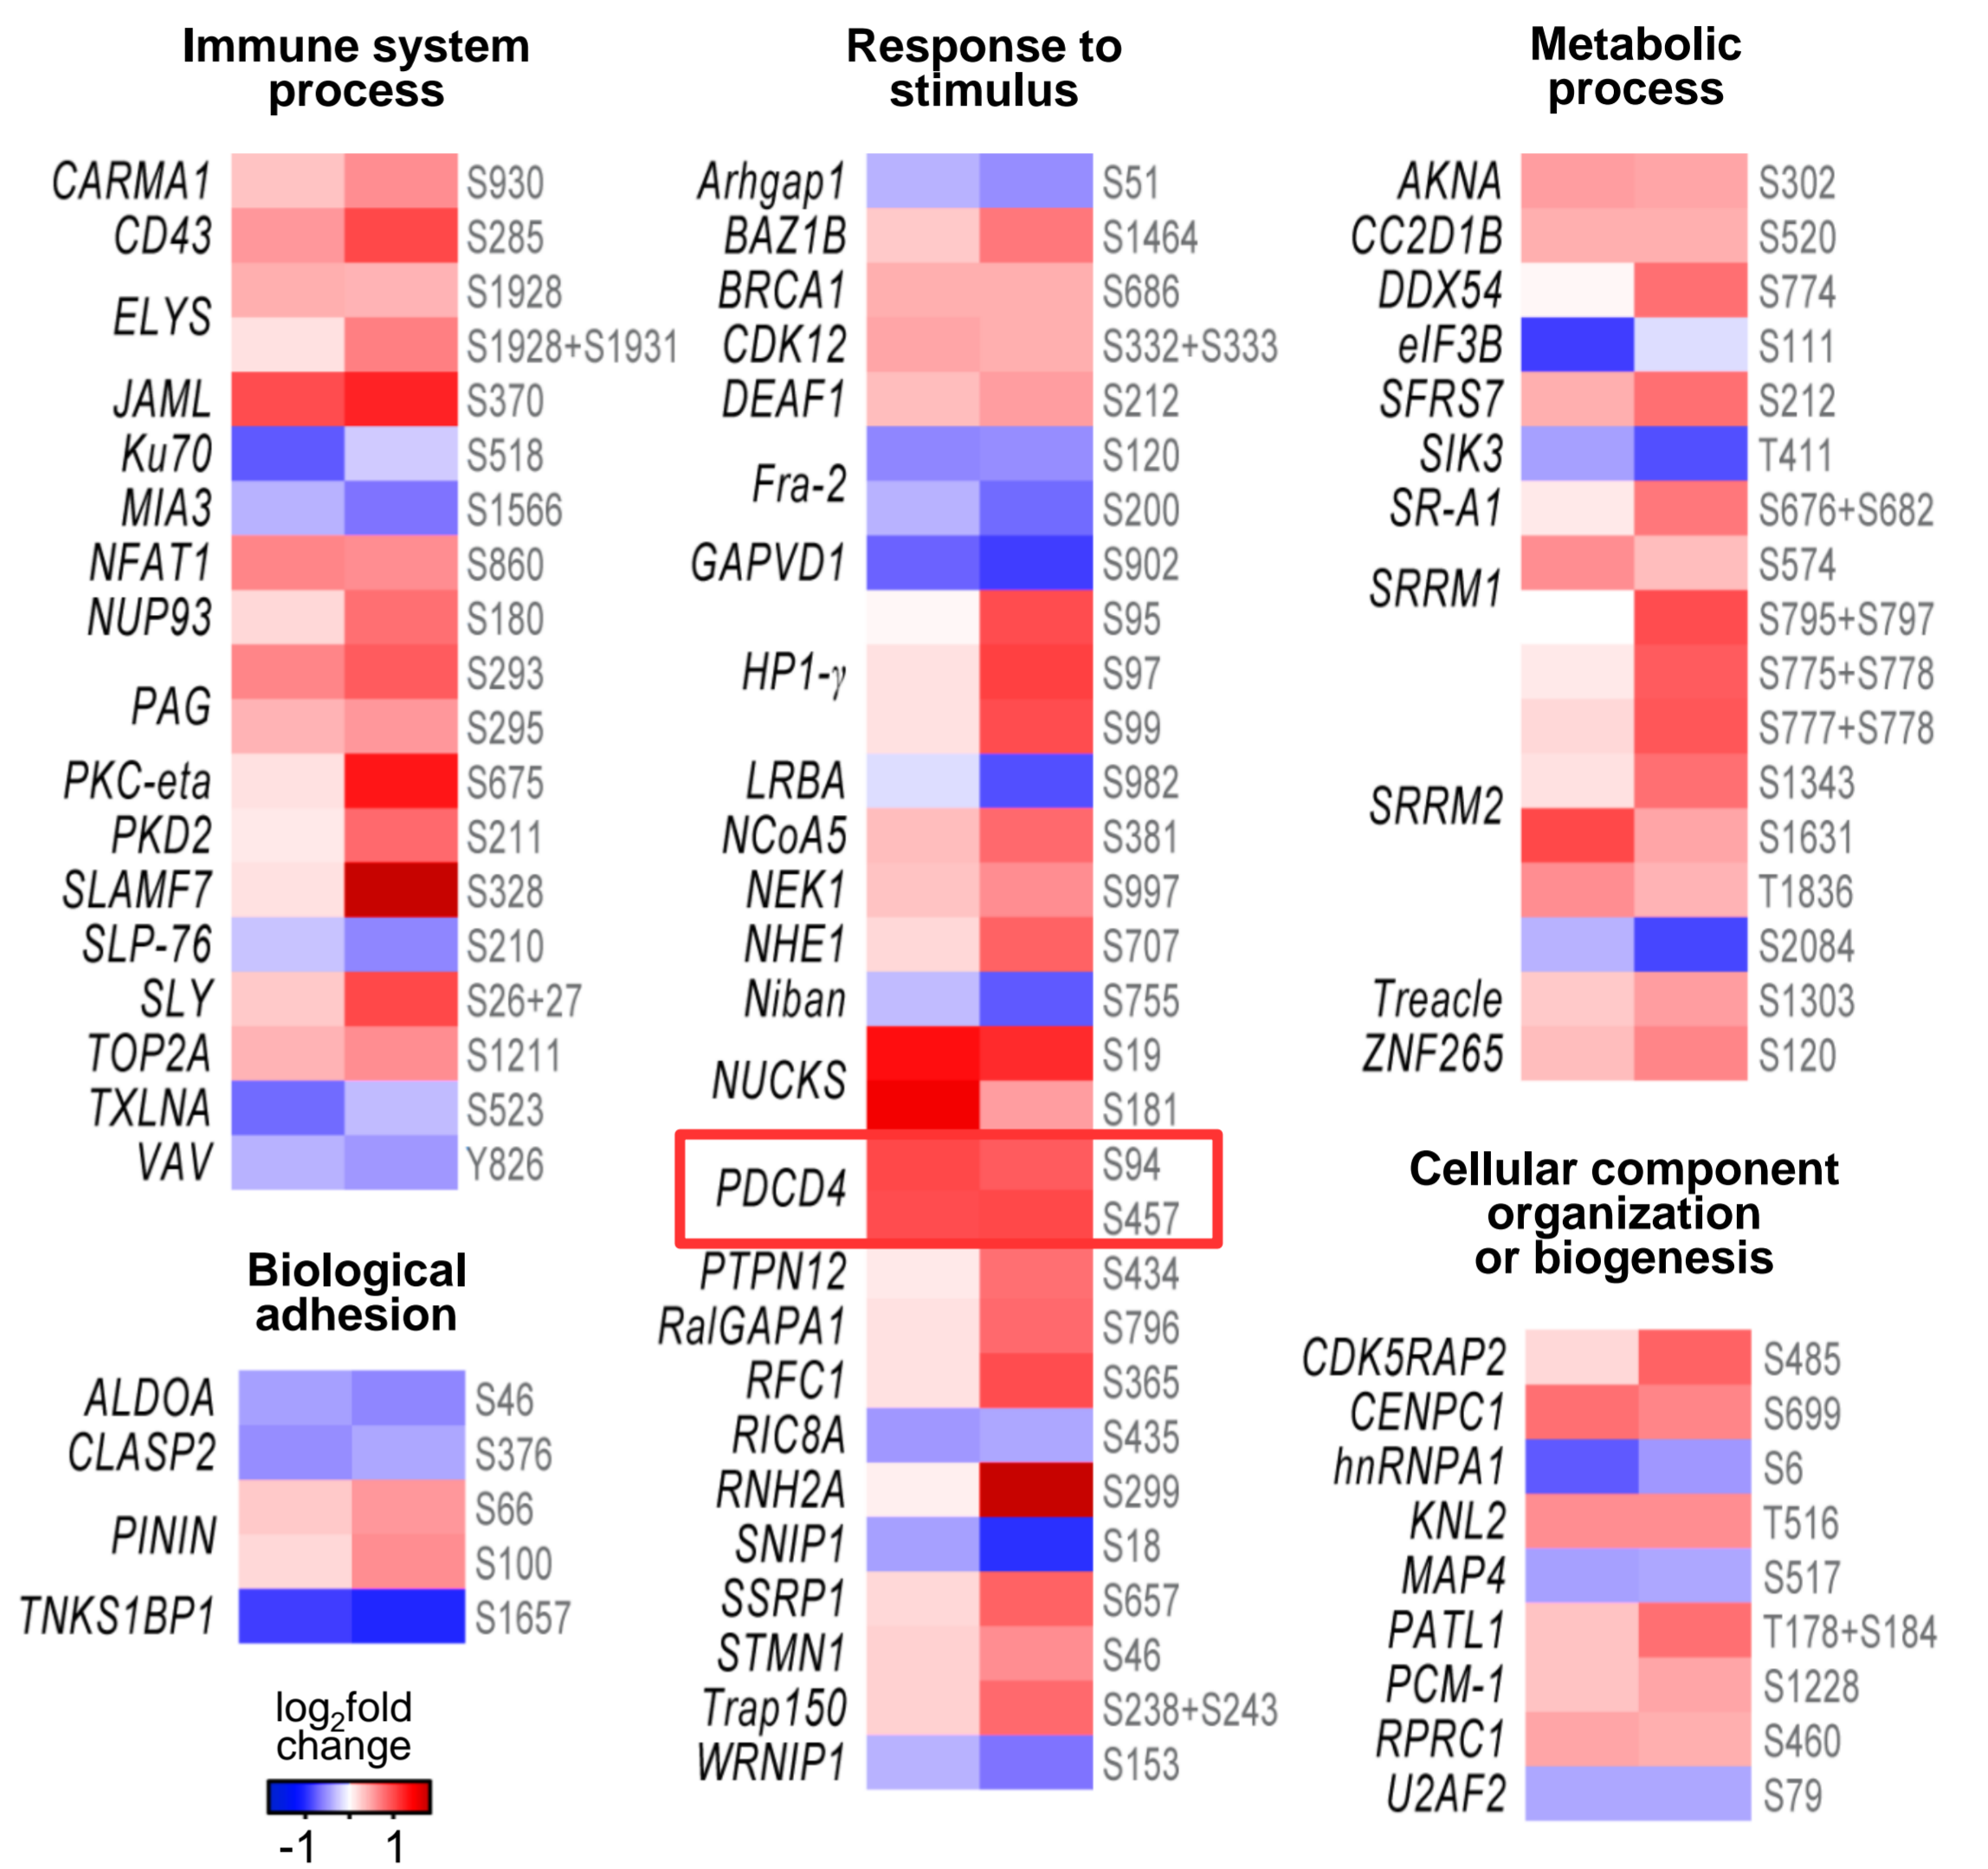 Immune system
process
CARMA1 S930
CD43 S285
ELYS S1928
S1928+S1931
JAML S370
Ku70 S518
MIA3 S1566
NFAT1 S860
NUP93 S180
PAG S293
S295
PKC-eta S675
PKD2 S211
SLAMF7 S328
SLP-76 S210
SLY S26+27
TOP2A S1211
TXLNA S523
VAV Y826
Biological
adhesion
ALDOA S46
CLASP2 S376
PININ S66
S100
TNKS1BP1 S1657
log2fold
change
-1 1
Response to
stimulus
Arhgap1 S51
BAZ1B S1464
BRCA1 S686
CDK12 S332+S333
DEAF1 S212
Fra-2 S120
S200
GAPVD1 S902
HP1-γ S95
S97
S99
LRBA S982
NCoA5 S381
NEK1 S997
NHE1 S707
Niban S755
NUCKS S19
S181
PDCD4 S94
S457
PTPN12 S434
RalGAPA1 S796
RFC1 S365
RIC8A S435
RNH2A S299
SNIP1 S18
SSRP1 S657
STMN1 S46
Trap150 S238+S243
WRNIP1 S153
Metabolic
process
AKNA S302
CC2D1B S520
DDX54 S774
eIF3B S111
SFRS7 S212
SIK3 T411
SR-A1 S676+S682
SRRM1 S574
S795+S797
SRRM2 S775+S778
S777+S778
S1343
S1631
T1836
S2084
Treacle S1303
ZNF265 S120
Cellular component
organization
or biogenesis
CDK5RAP2 S485
CENPC1 S699
hnRNPA1 S6
KNL2 T516
MAP4 S517
PATL1 T178+S184
PCM-1 S1228
RPRC1 S460
U2AF2 S79